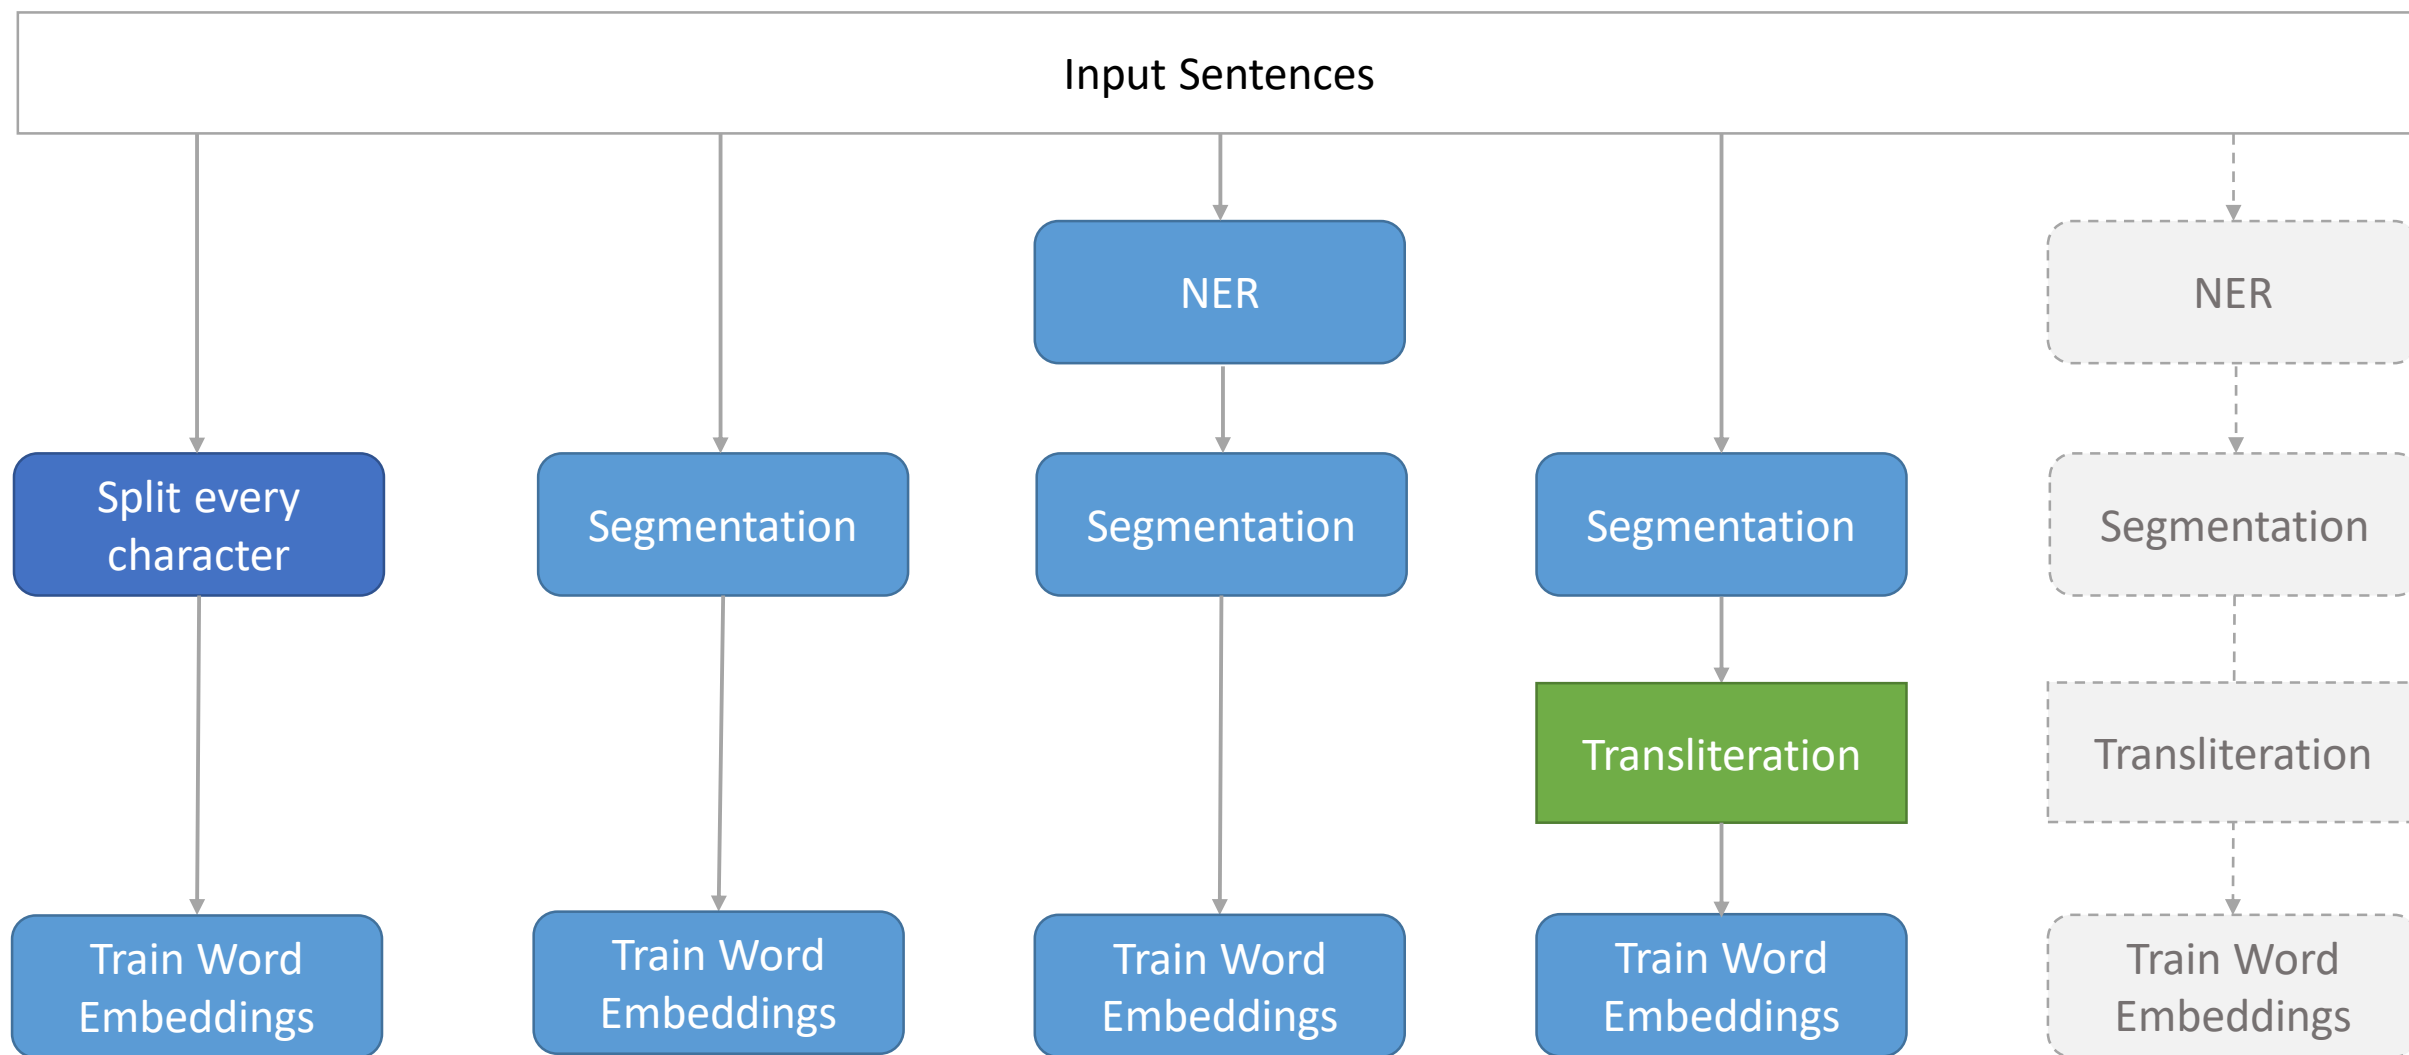 Input Sentences
NER
NER
Split every
character
Segmentation
Segmentation
Segmentation
Segmentation
Transliteration
Transliteration
Train Word
Embeddings
Train Word
Embeddings
Train Word
Embeddings
Train Word
Embeddings
Train Word
Embeddings